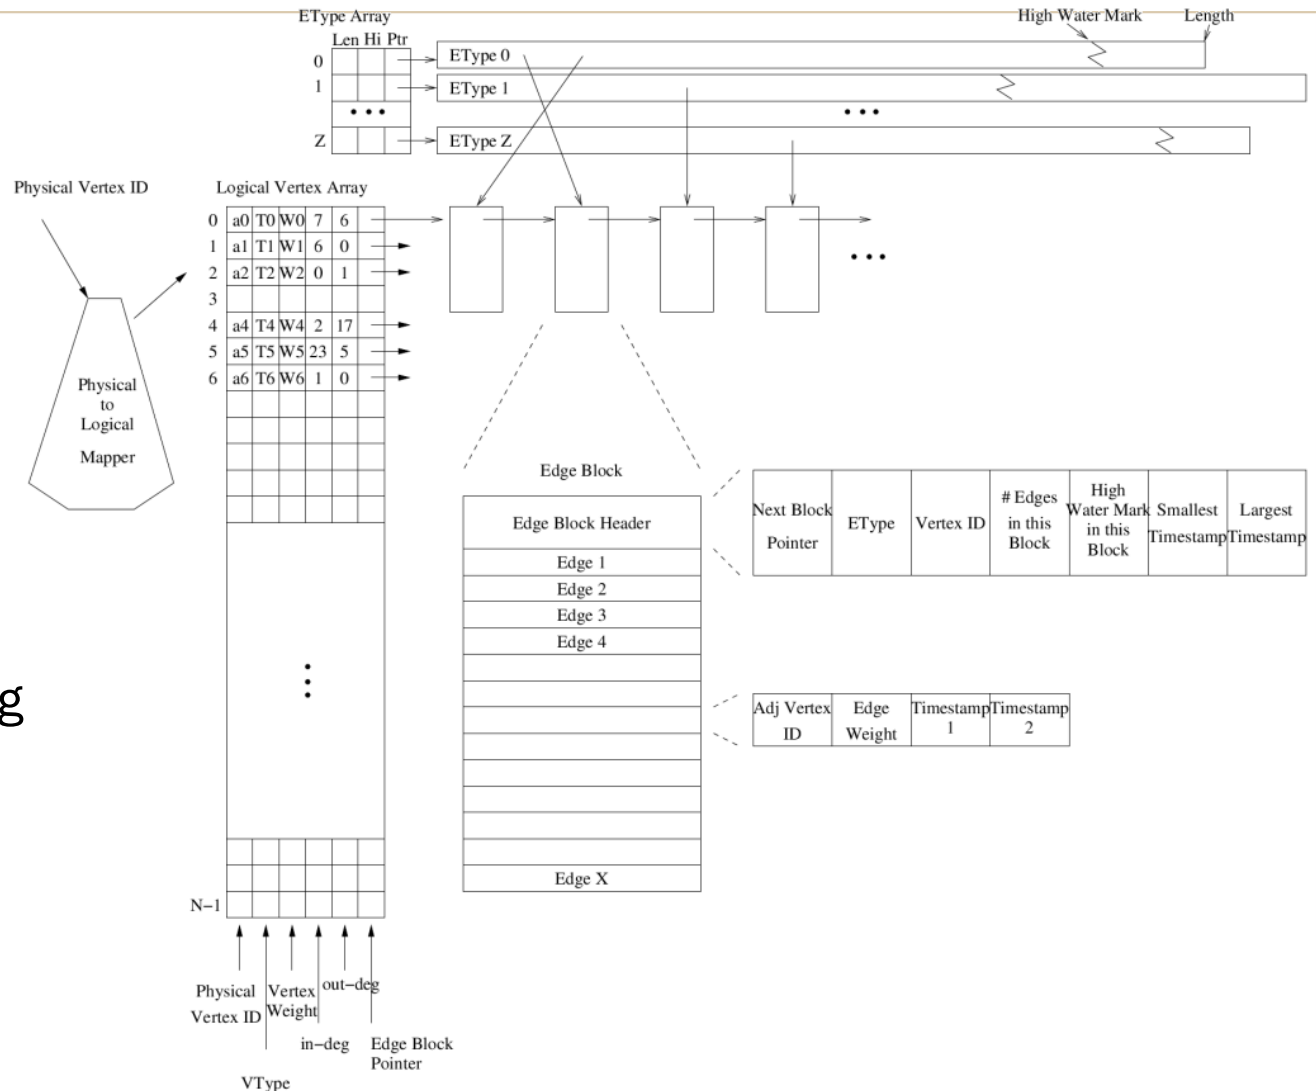 EType Array
High Water Mark
Length
Len Hi Ptr
0
EType 0
1
EType 1
Z
EType Z
Physical Vertex ID
Logical Vertex Array
0 a0 T0 W0 7 6
1 a1 T1 W1 6 0
2 a2 T2 W2 0 1
3
4 a4 T4 W4 2 17
5 a5 T5 W5 23 5
6 a6 T6 W6 1 0
Physical
to
Logical
Mapper
Edge Block
Edge Block Header
Edge 1
Edge 2
Edge 3
Edge 4
Edge X
Next Block
Pointer
EType
Vertex ID
# Edges
in this
Block
High
Water Mark
in this
Block
Smallest
Timestamp
Largest
Timestamp
g
Adj Vertex
ID
Edge
Weight
Timestamp
1
Timestamp
2
N−1
Physical
Vertex ID
VType
Vertex
Weight
in−deg
out−deg
Edge Block
Pointer